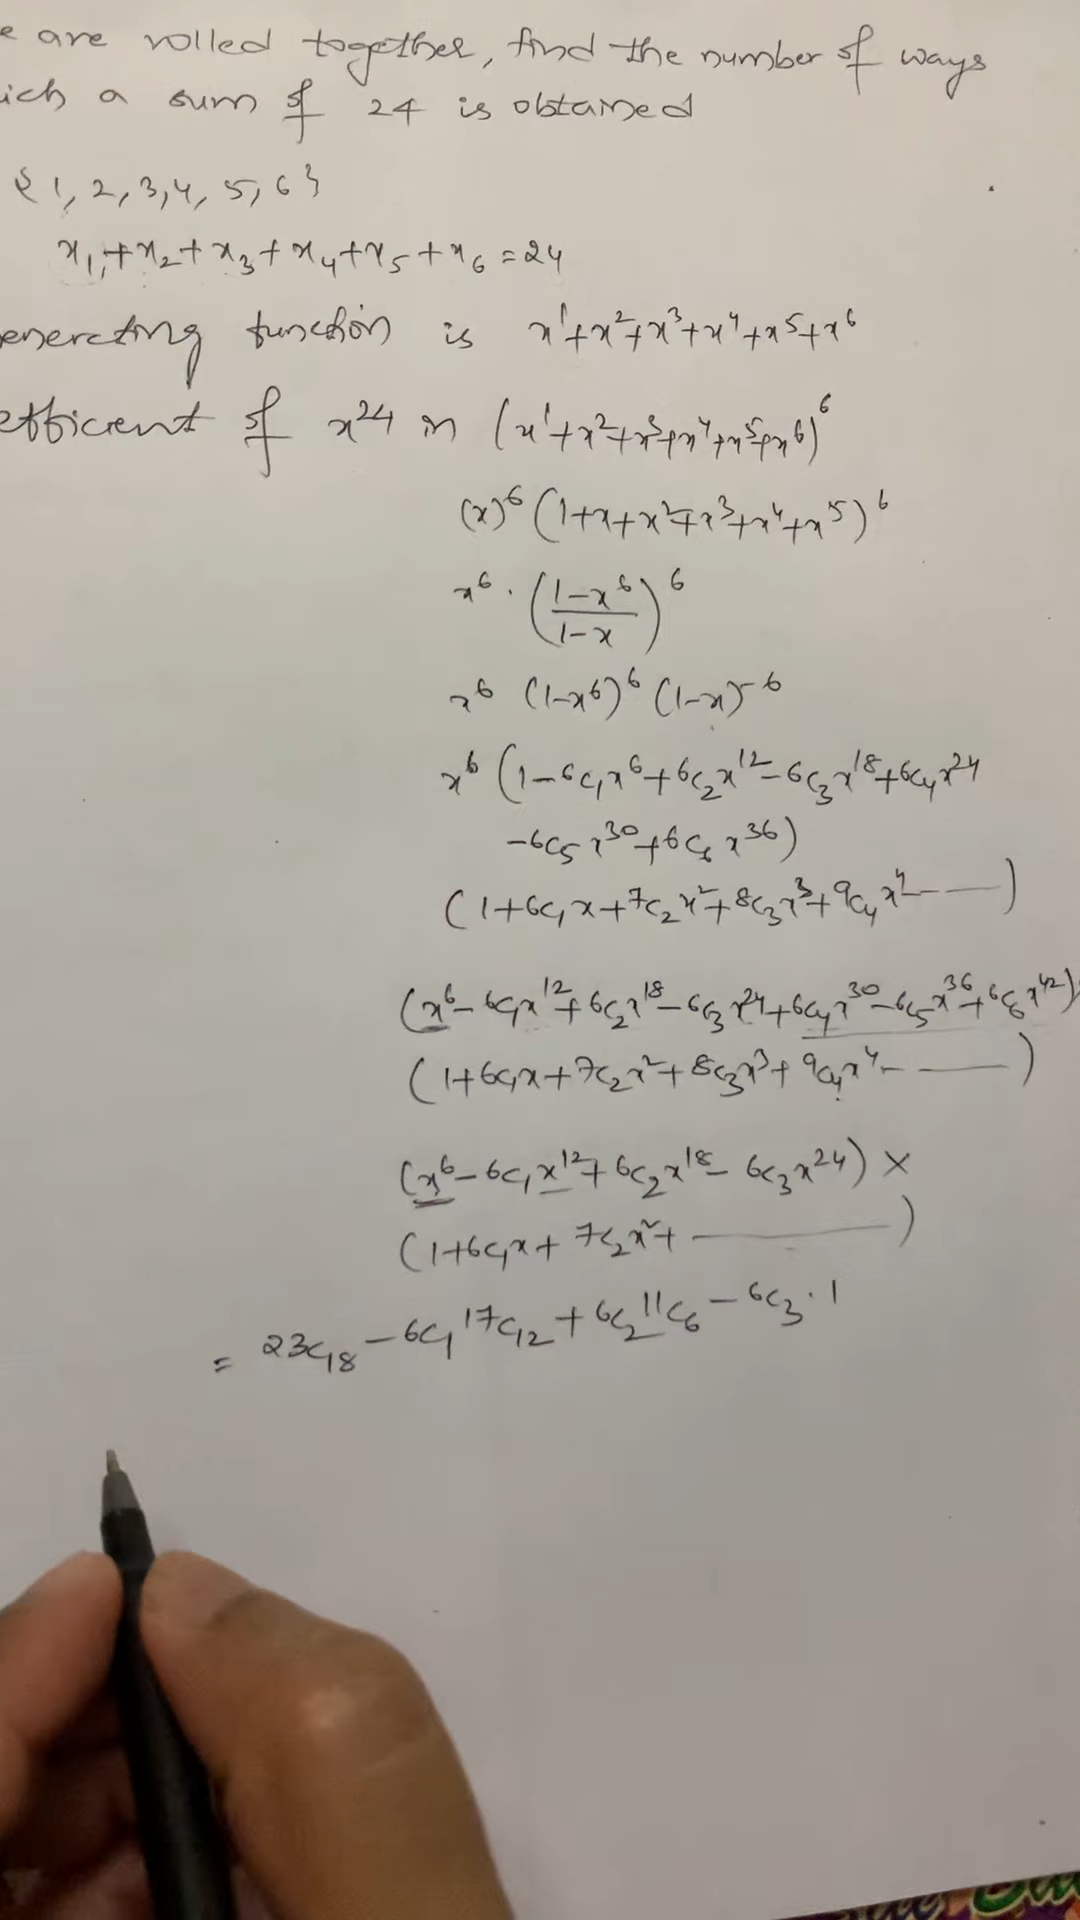 e are rolled together, find the number of ways
ich a sum of 24 is obtained
{1, 2, 3, 4, 5, 6}
x₁+x₂+x₃+x₄+x₅+x₆=24
enerating function is x¹+x²+x³+x⁴+x⁵+x⁶
efficient of x²⁴ in (x¹+x²+x³+x⁴+x⁵+x⁶)⁶
(x)⁶ (1+x+x²+x³+x⁴+x⁵)⁶
x⁶ · ((1-x⁶)/(1-x))⁶
x⁶ (1-x⁶)⁶ (1-x)⁻⁶
x⁶ (1-6c₁x⁶+6c₂x¹²-6c₃x¹⁸+6c₄x²⁴
-6c₅x³⁰+6c₆x³⁶)
(1+6c₁x+7c₂x²+8c₃x³+9c₄x⁴------)
(x⁶-6c₁x¹²+6c₂x¹⁸-6c₃x²⁴+6c₄x³⁰-6c₅x³⁶+6c₆x⁴²)
(1+6c₁x+7c₂x²+8c₃x³+9c₄x⁴------)
(x⁶-6c₁x¹²+6c₂x¹⁸-6c₃x²⁴) ×
(1+6c₁x+7c₂x²+------)
= 23c₁₈-6c₁ 17c₁₂+6c₂ 11c₆-6c₃·1